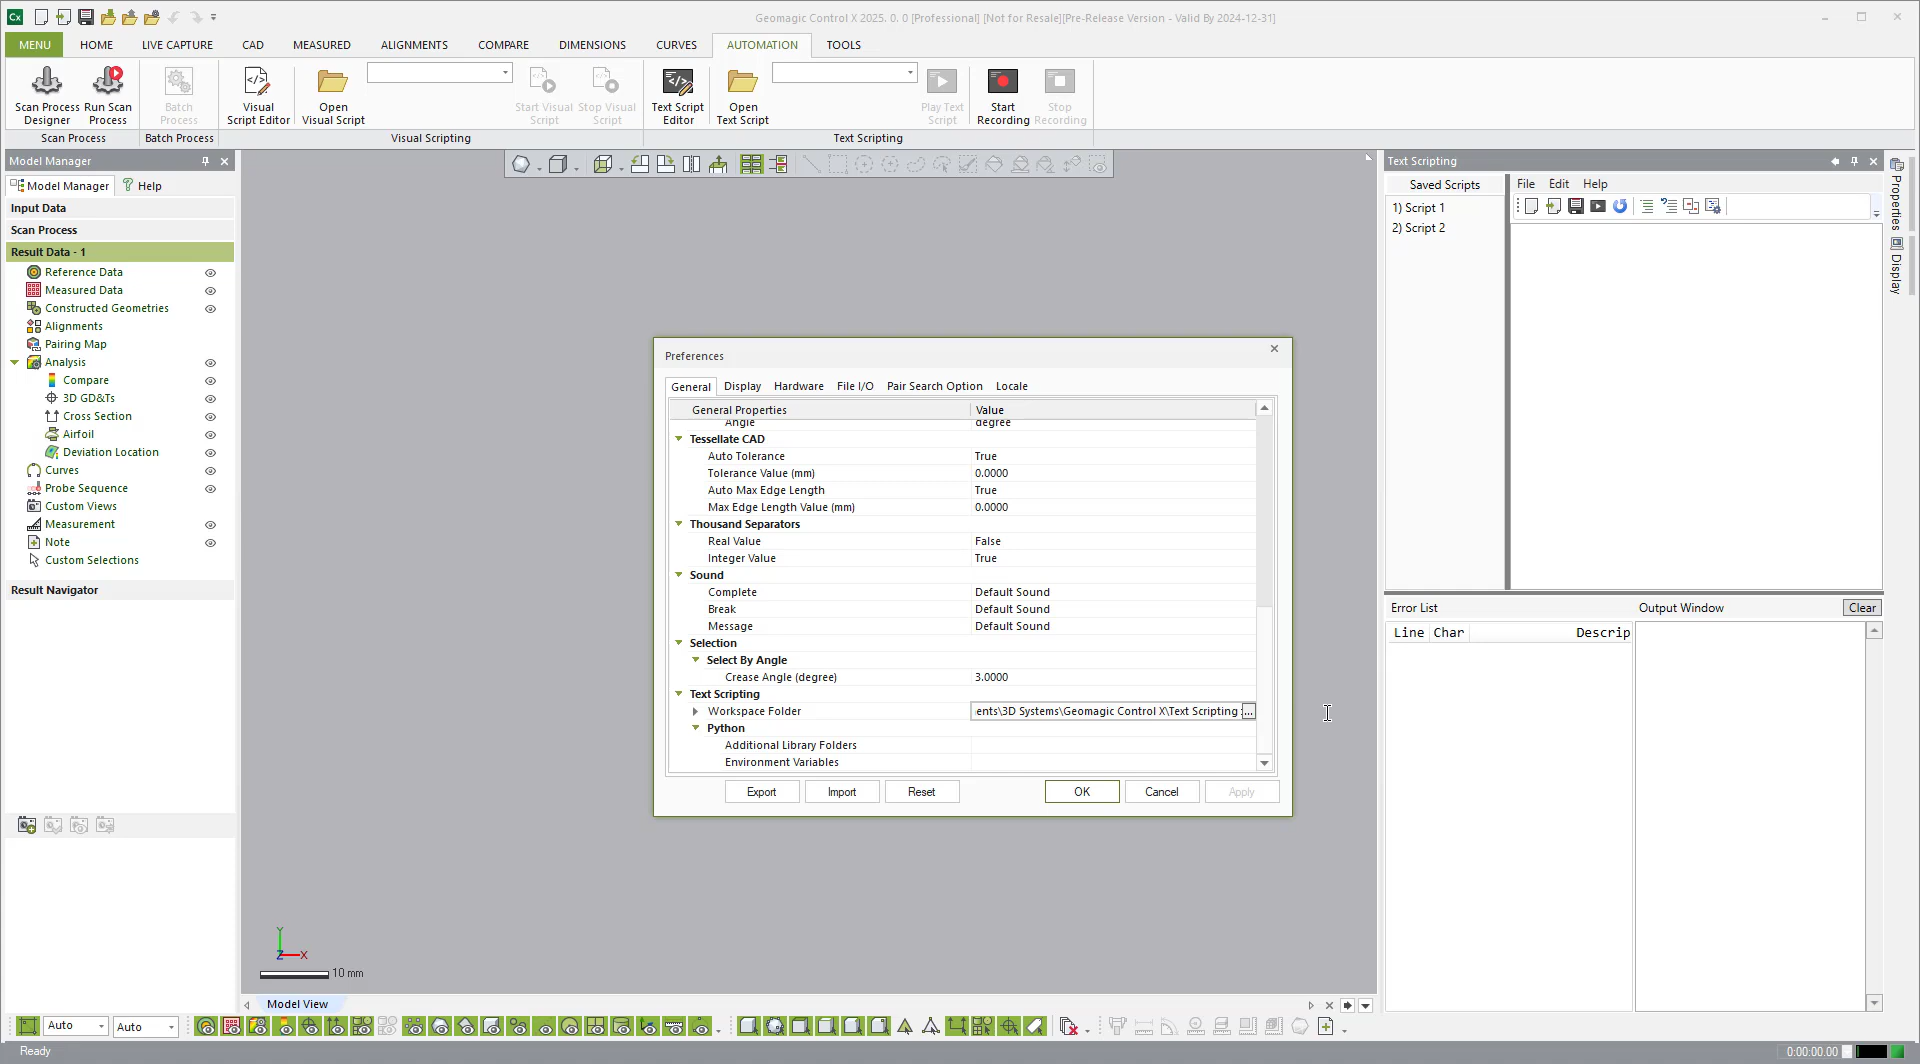 Cx
Geomagic Control X 2025. 0. 0 [Professional] [Not for Resale][Pre-Release Version - Valid By 2024-12-31]
MENU HOME LIVE CAPTURE CAD MEASURED ALIGNMENTS COMPARE DIMENSIONS CURVES AUTOMATION TOOLS
Scan Process Designer
Run Scan Process
Batch Process
Visual Script Editor
Open Visual Script
Start Visual Script
Stop Visual Script
Text Script Editor
Open Text Script
Play Text Script
Start Recording
Stop Recording
Scan Process Batch Process Visual Scripting Text Scripting
Model Manager
Model Manager Help
Input Data
Scan Process
Result Data - 1
Reference Data
Measured Data
Constructed Geometries
Alignments
Pairing Map
Analysis
Compare
3D GD&Ts
Cross Section
Airfoil
Deviation Location
Curves
Probe Sequence
Custom Views
Measurement
Note
Custom Selections
Result Navigator
Preferences
General Display Hardware File I/O Pair Search Option Locale
General Properties Value
Angle degree
Tessellate CAD
Auto Tolerance True
Tolerance Value (mm) 0.0000
Auto Max Edge Length True
Max Edge Length Value (mm) 0.0000
Thousand Separators
Real Value False
Integer Value True
Sound
Complete Default Sound
Break Default Sound
Message Default Sound
Selection
Select By Angle
Crease Angle (degree) 3.0000
Text Scripting
Workspace Folder ents\3D Systems\Geomagic Control X\Text Scripting ...
Python
Additional Library Folders
Environment Variables
Export Import Reset OK Cancel Apply
Text Scripting
Saved Scripts
1) Script 1
2) Script 2
File Edit Help
Properties
Display
Error List Output Window Clear
Line Char Descrip
Y
Z X
10 mm
Model View
Auto Auto
Ready 0:00:00.00